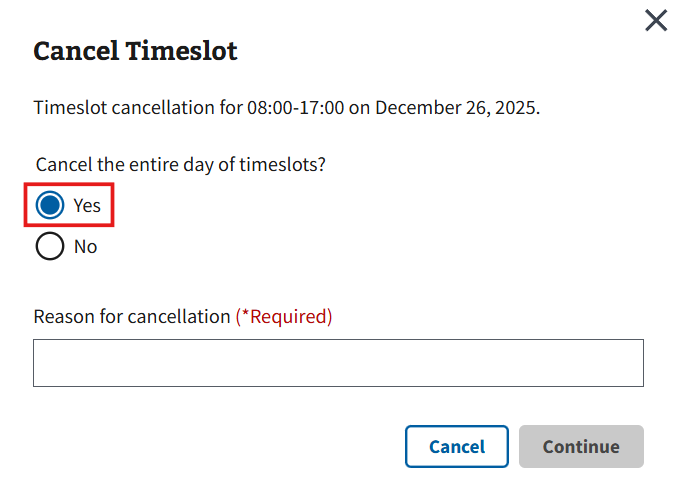 Cancel Timeslot
Timeslot cancellation for 08:00-17:00 on December 26, 2025.
Cancel the entire day of timeslots?
Yes
No
Reason for cancellation (*Required)
Cancel
Continue